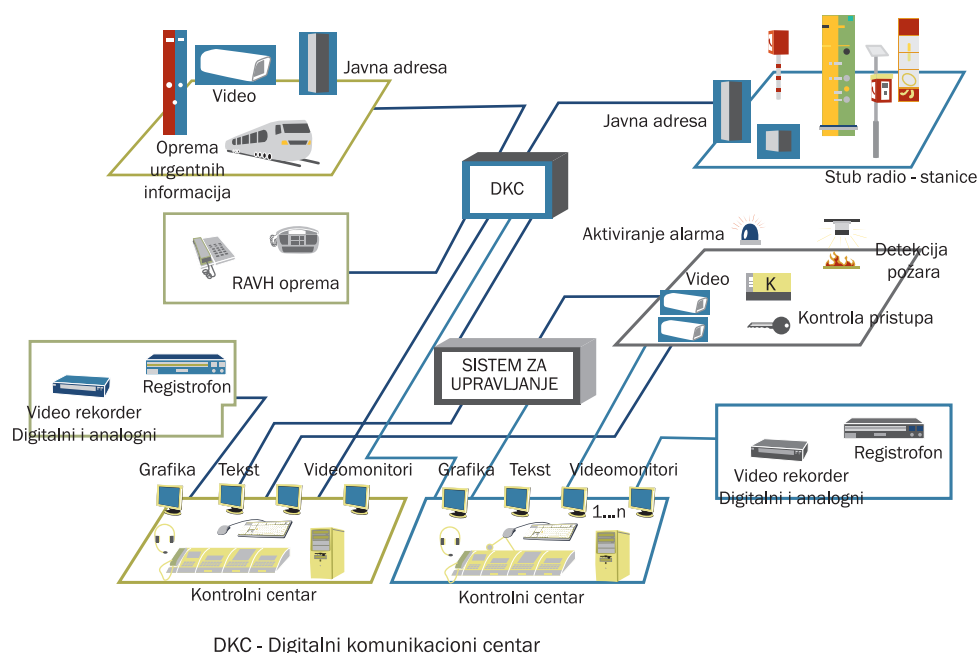 Video
Javna adresa
Oprema
urgentnih
informacija
Javna adresa
SOS
Stub radio - stanice
DKC
RAVH oprema
Aktiviranje alarma
Detekcija
požara
Video
K
Kontrola pristupa
SISTEM ZA
UPRAVLJANJE
Registrofon
Video rekorder
Digitalni i analogni
Registrofon
Video rekorder
Digitalni i analogni
Grafika
Tekst
Videomonitori
Grafika
Tekst
Videomonitori
1...n
Kontrolni centar
Kontrolni centar
DKC - Digitalni komunikacioni centar